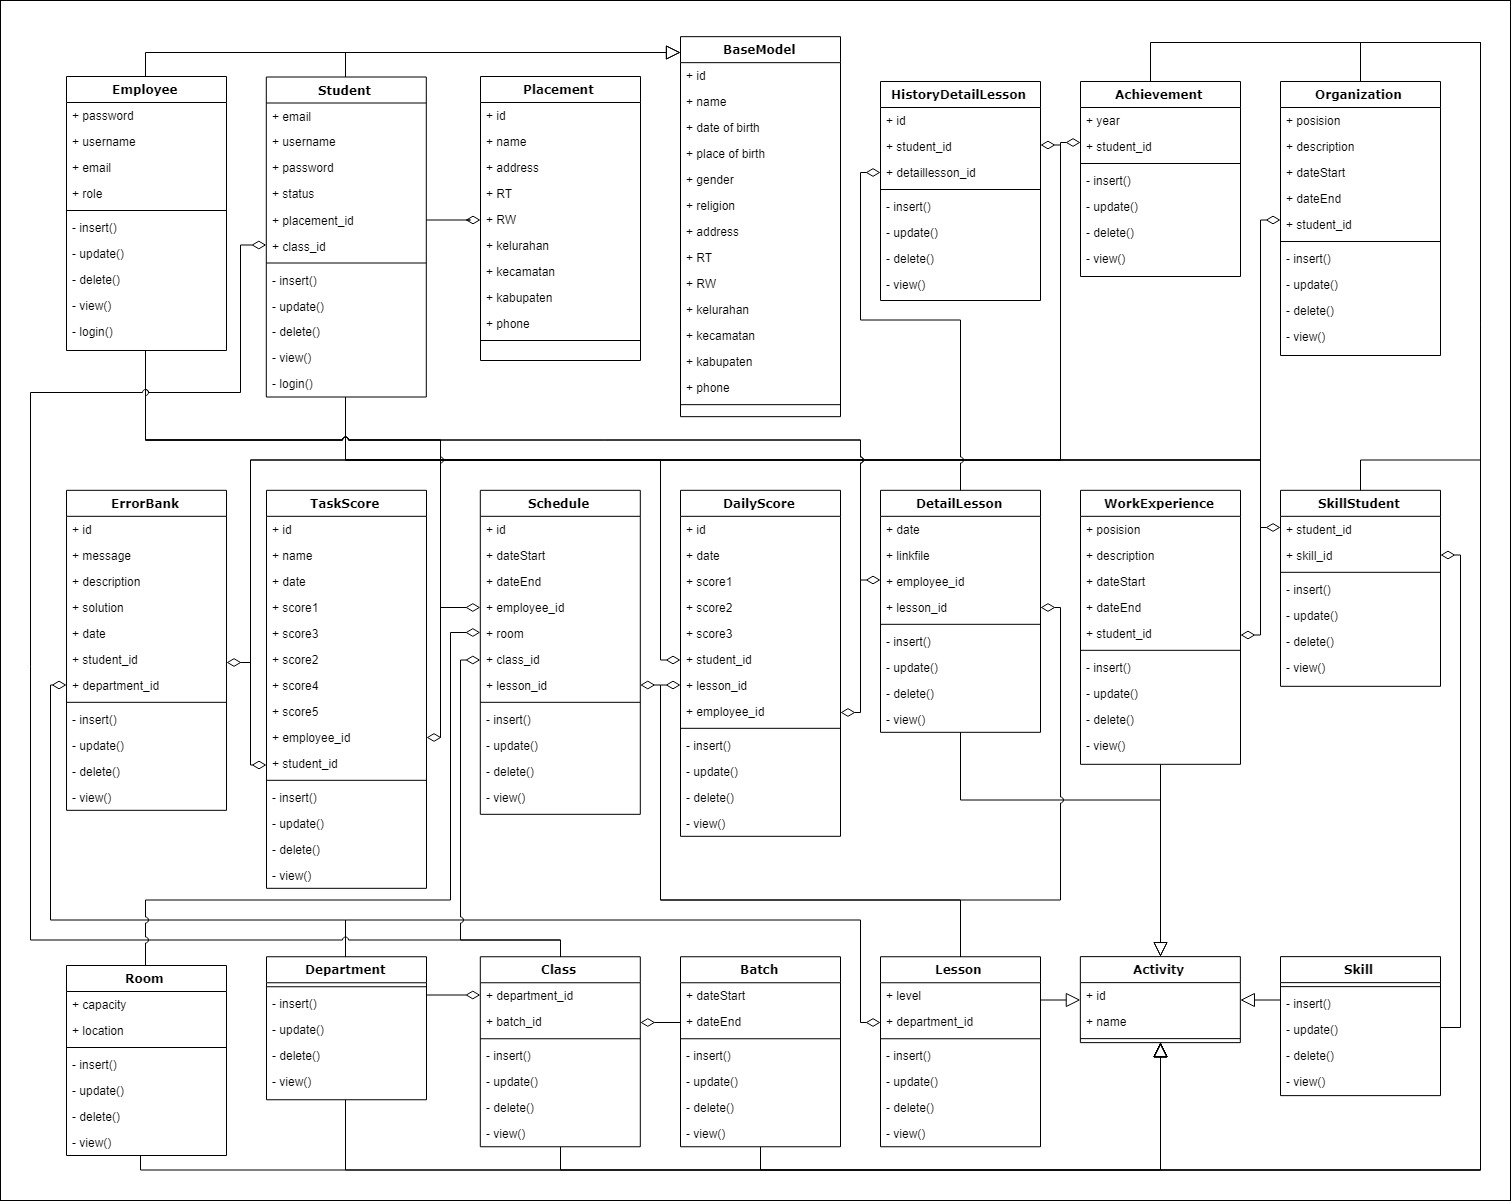 Employee
+ password
+ username
+ email
+ role
- insert()
- update()
- delete()
- view()
- login()
Student
+ email
+ username
+ password
+ status
+ placement_id
+ class_id
- insert()
- update()
- delete()
- view()
- login()
Placement
+ id
+ name
+ address
+ RT
+ RW
+ kelurahan
+ kecamatan
+ kabupaten
+ phone
BaseModel
+ id
+ name
+ date of birth
+ place of birth
+ gender
+ religion
+ address
+ RT
+ RW
+ kelurahan
+ kecamatan
+ kabupaten
+ phone
HistoryDetailLesson
+ id
+ student_id
+ detaillesson_id
- insert()
- update()
- delete()
- view()
Achievement
+ year
+ student_id
- insert()
- update()
- delete()
- view()
Organization
+ posision
+ description
+ dateStart
+ dateEnd
+ student_id
- insert()
- update()
- delete()
- view()
ErrorBank
+ id
+ message
+ description
+ solution
+ date
+ student_id
+ department_id
- insert()
- update()
- delete()
- view()
TaskScore
+ id
+ name
+ date
+ score1
+ score3
+ score2
+ score4
+ score5
+ employee_id
+ student_id
- insert()
- update()
- delete()
- view()
Schedule
+ id
+ dateStart
+ dateEnd
+ employee_id
+ room
+ class_id
+ lesson_id
- insert()
- update()
- delete()
- view()
DailyScore
+ id
+ date
+ score1
+ score2
+ score3
+ student_id
+ lesson_id
+ employee_id
- insert()
- update()
- delete()
- view()
DetailLesson
+ date
+ linkfile
+ employee_id
+ lesson_id
- insert()
- update()
- delete()
- view()
WorkExperience
+ posision
+ description
+ dateStart
+ dateEnd
+ student_id
- insert()
- update()
- delete()
- view()
SkillStudent
+ student_id
+ skill_id
- insert()
- update()
- delete()
- view()
Room
+ capacity
+ location
- insert()
- update()
- delete()
- view()
Department
- insert()
- update()
- delete()
- view()
Class
+ department_id
+ batch_id
- insert()
- update()
- delete()
- view()
Batch
+ dateStart
+ dateEnd
- insert()
- update()
- delete()
- view()
Lesson
+ level
+ department_id
- insert()
- update()
- delete()
- view()
Activity
+ id
+ name
Skill
- insert()
- update()
- delete()
- view()